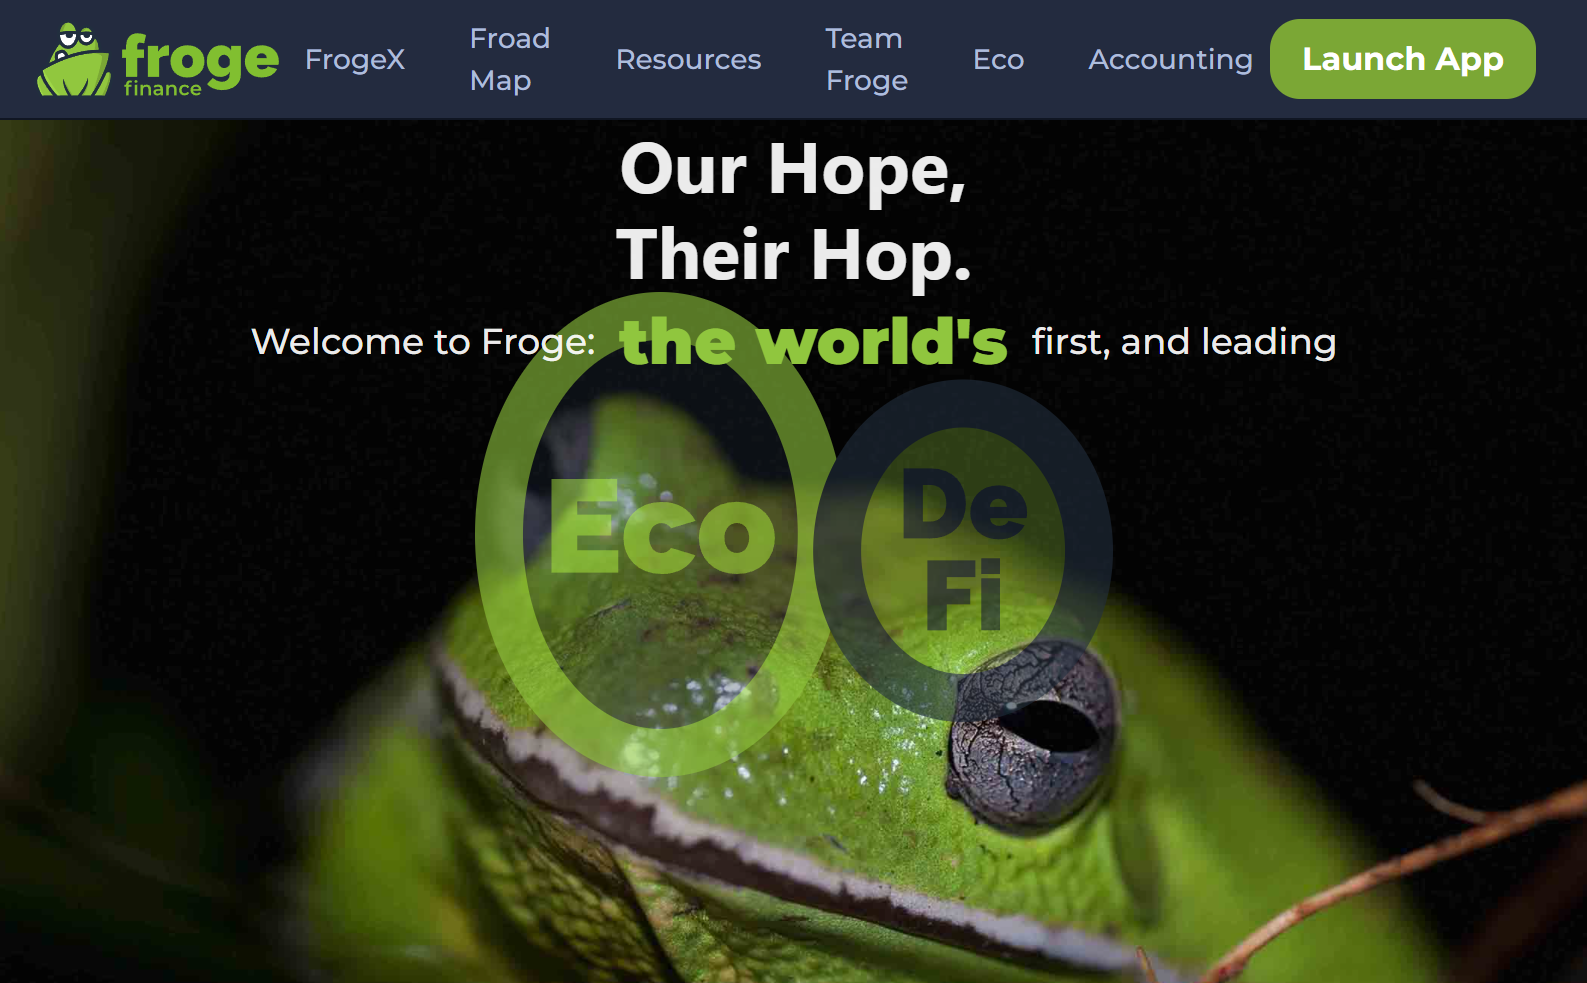 froge
finance
FrogeX
Froad
Map
Resources
Team
Froge
Eco
Accounting
Launch App
Our Hope,
Their Hop.
Welcome to Froge: the world's first, and leading
Eco
De
Fi